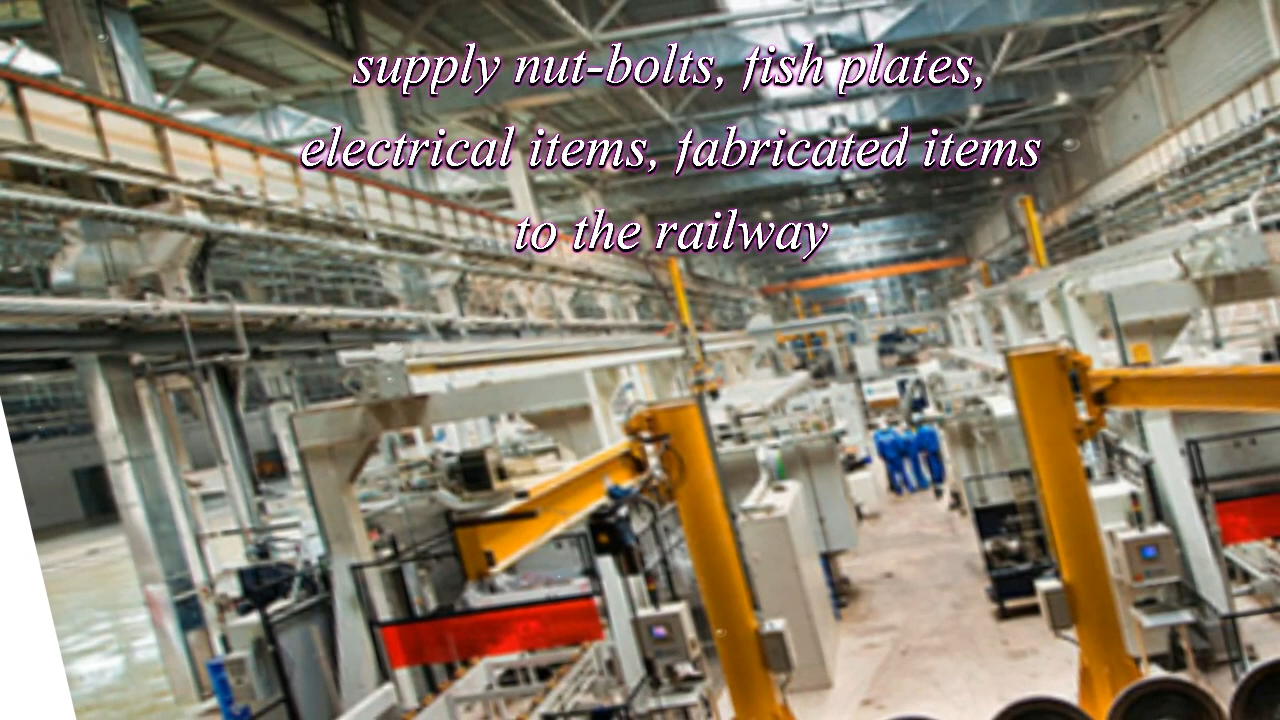 supply nut-bolts, fish plates,
electrical items, fabricated items
to the railway